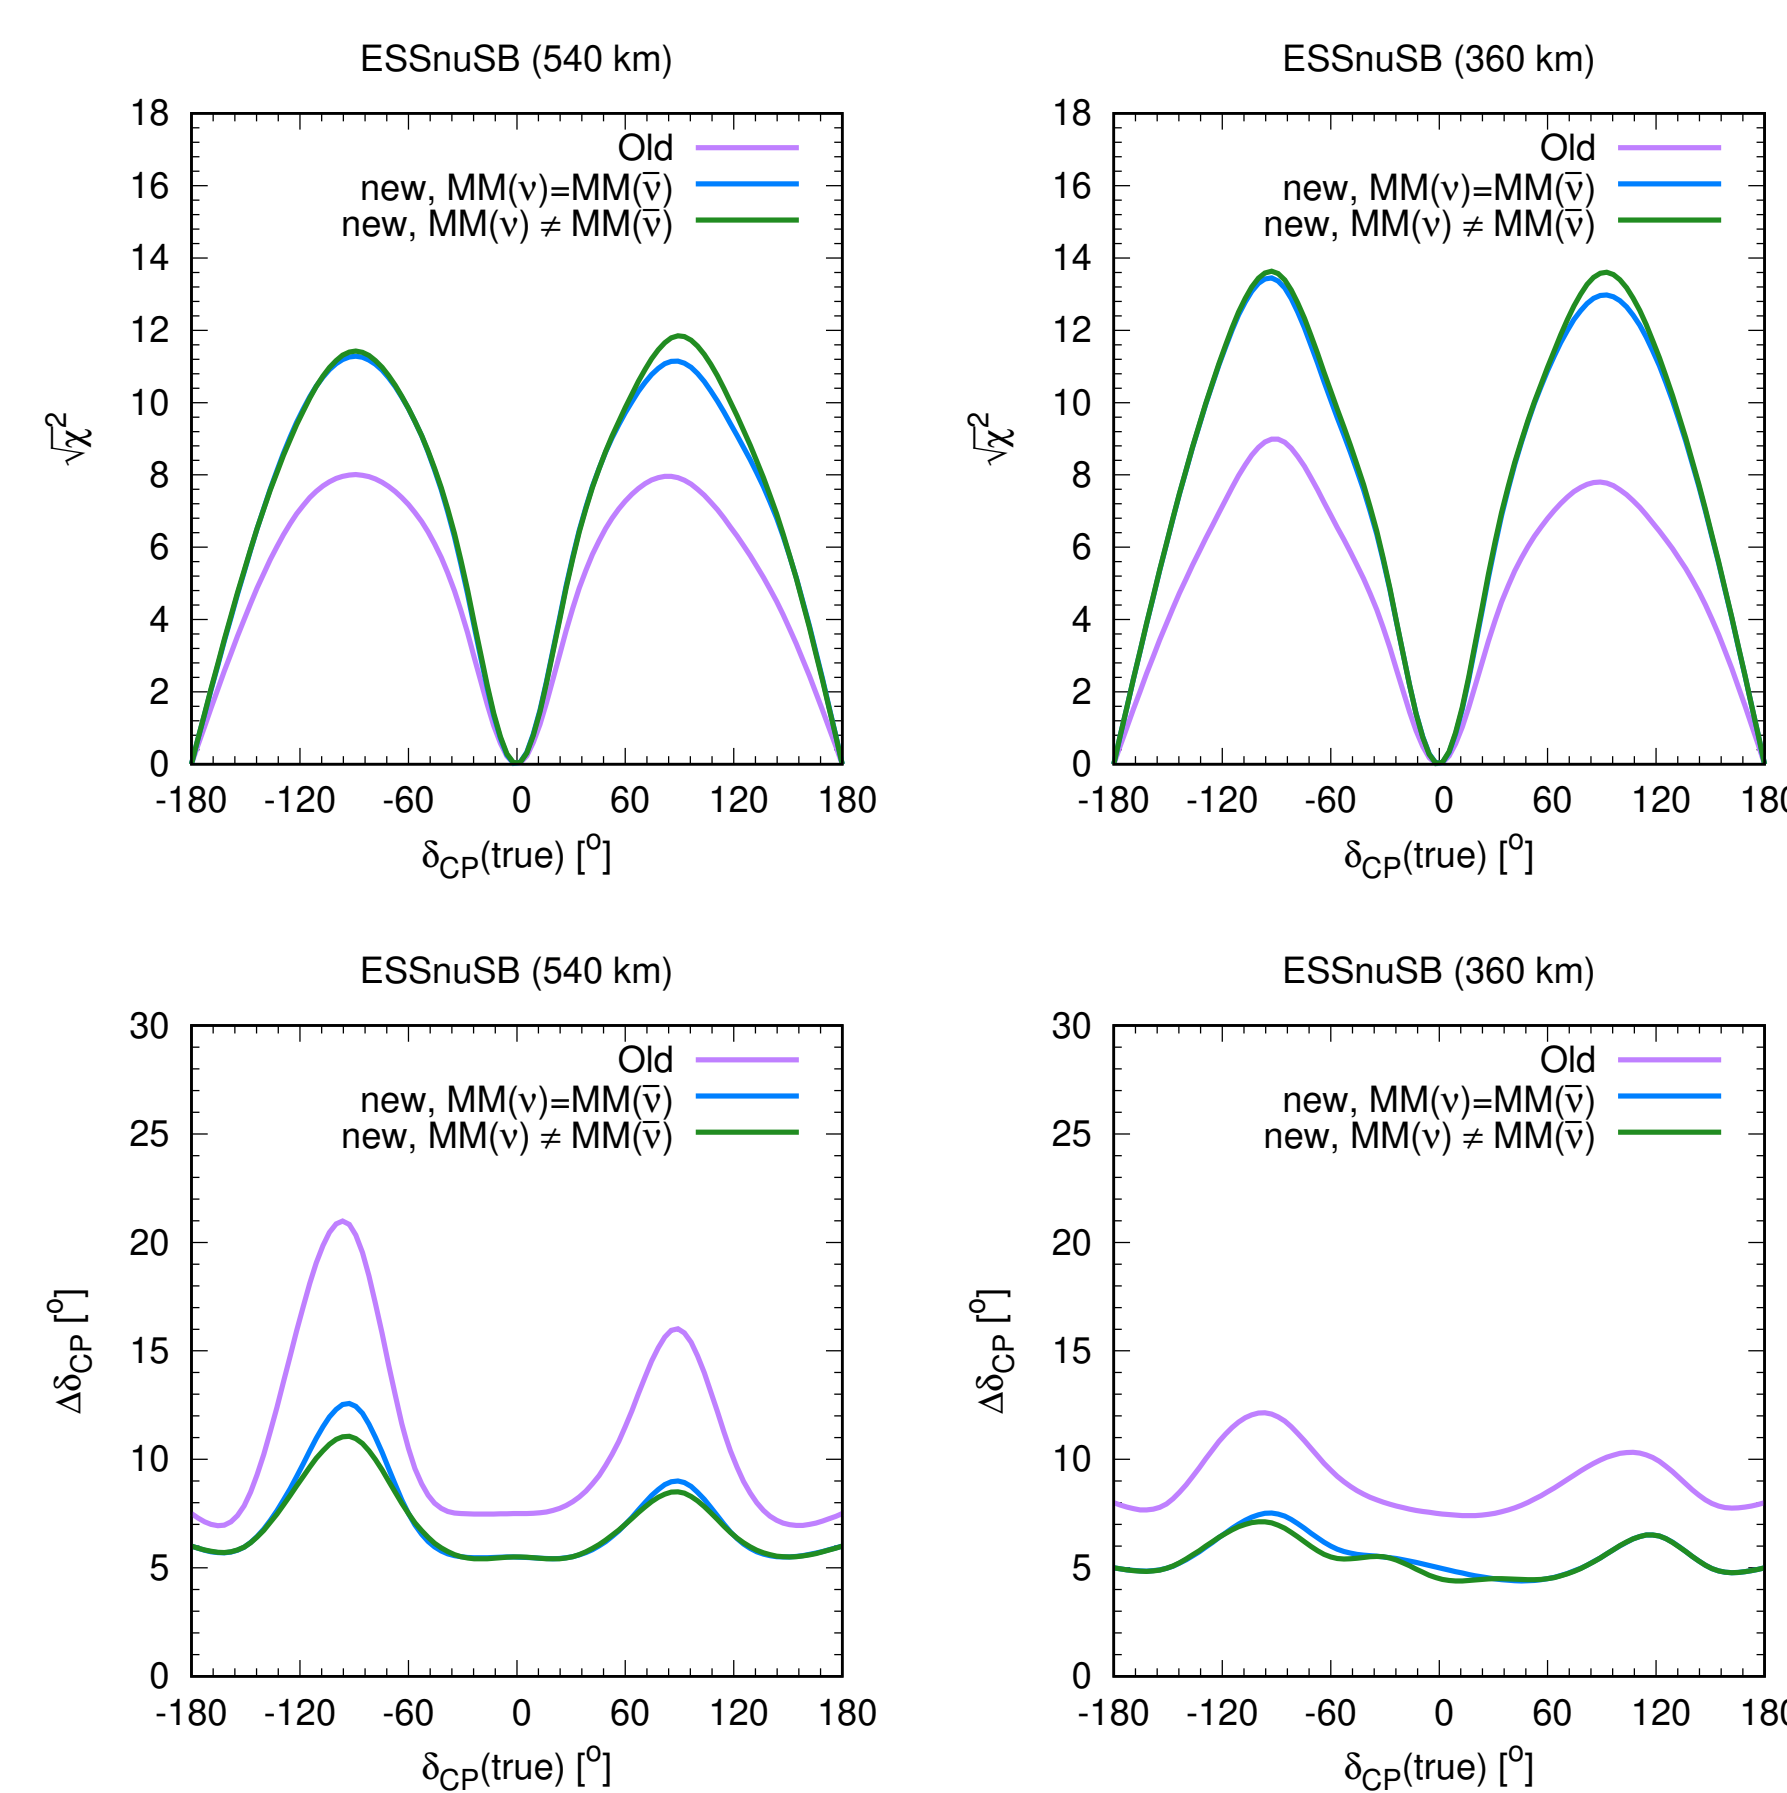 ESSnuSB (540 km)
18
16
14
12
10
8
6
4
2
0
√χ²
Old
new, MM(ν)=MM(ν̅)
new, MM(ν) ≠ MM(ν̅)
-180 -120 -60 0 60 120 180
δCP(true) [°]
ESSnuSB (360 km)
18
16
14
12
10
8
6
4
2
0
√χ²
Old
new, MM(ν)=MM(ν̅)
new, MM(ν) ≠ MM(ν̅)
-180 -120 -60 0 60 120 180
δCP(true) [°]
ESSnuSB (540 km)
30
25
20
15
10
5
0
ΔδCP [°]
Old
new, MM(ν)=MM(ν̅)
new, MM(ν) ≠ MM(ν̅)
-180 -120 -60 0 60 120 180
δCP(true) [°]
ESSnuSB (360 km)
30
25
20
15
10
5
0
ΔδCP [°]
Old
new, MM(ν)=MM(ν̅)
new, MM(ν) ≠ MM(ν̅)
-180 -120 -60 0 60 120 180
δCP(true) [°]